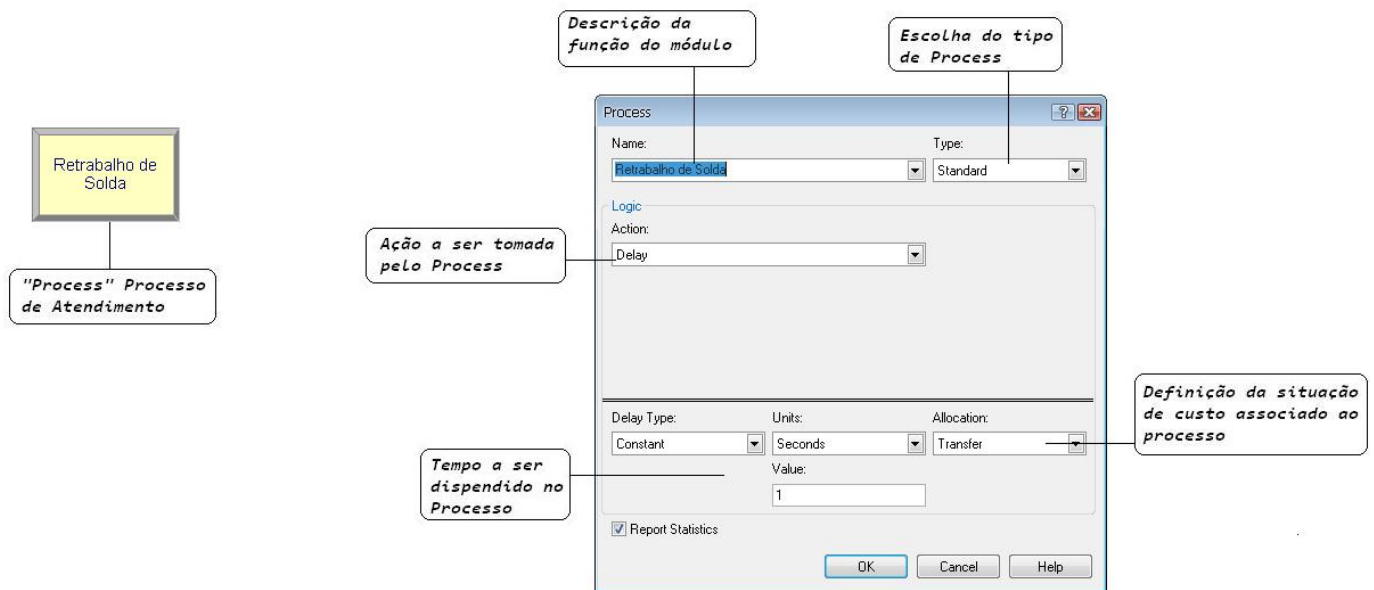 Descrição da
função do módulo
Escolha do tipo
de Process
Retrabalho de
Solda
"Process" Processo
de Atendimento
Process
Name:
Type:
Retrabalho de Solda
Standard
Logic
Action:
Delay
Ação a ser tomada
pelo Process
Delay Type:
Units:
Allocation:
Constant
Seconds
Transfer
Value:
1
Definição da situação
de custo associado ao
processo
Tempo a ser
dispendido no
Processo
Report Statistics
OK
Cancel
Help